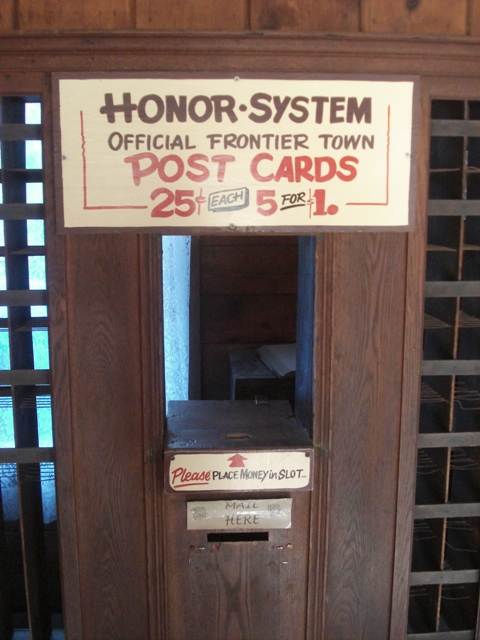 HONOR·SYSTEM
OFFICIAL FRONTIER TOWN
POST CARDS
25¢ EACH 5 FOR $1.
Please PLACE MONEY in SLOT...
MAIL
HERE